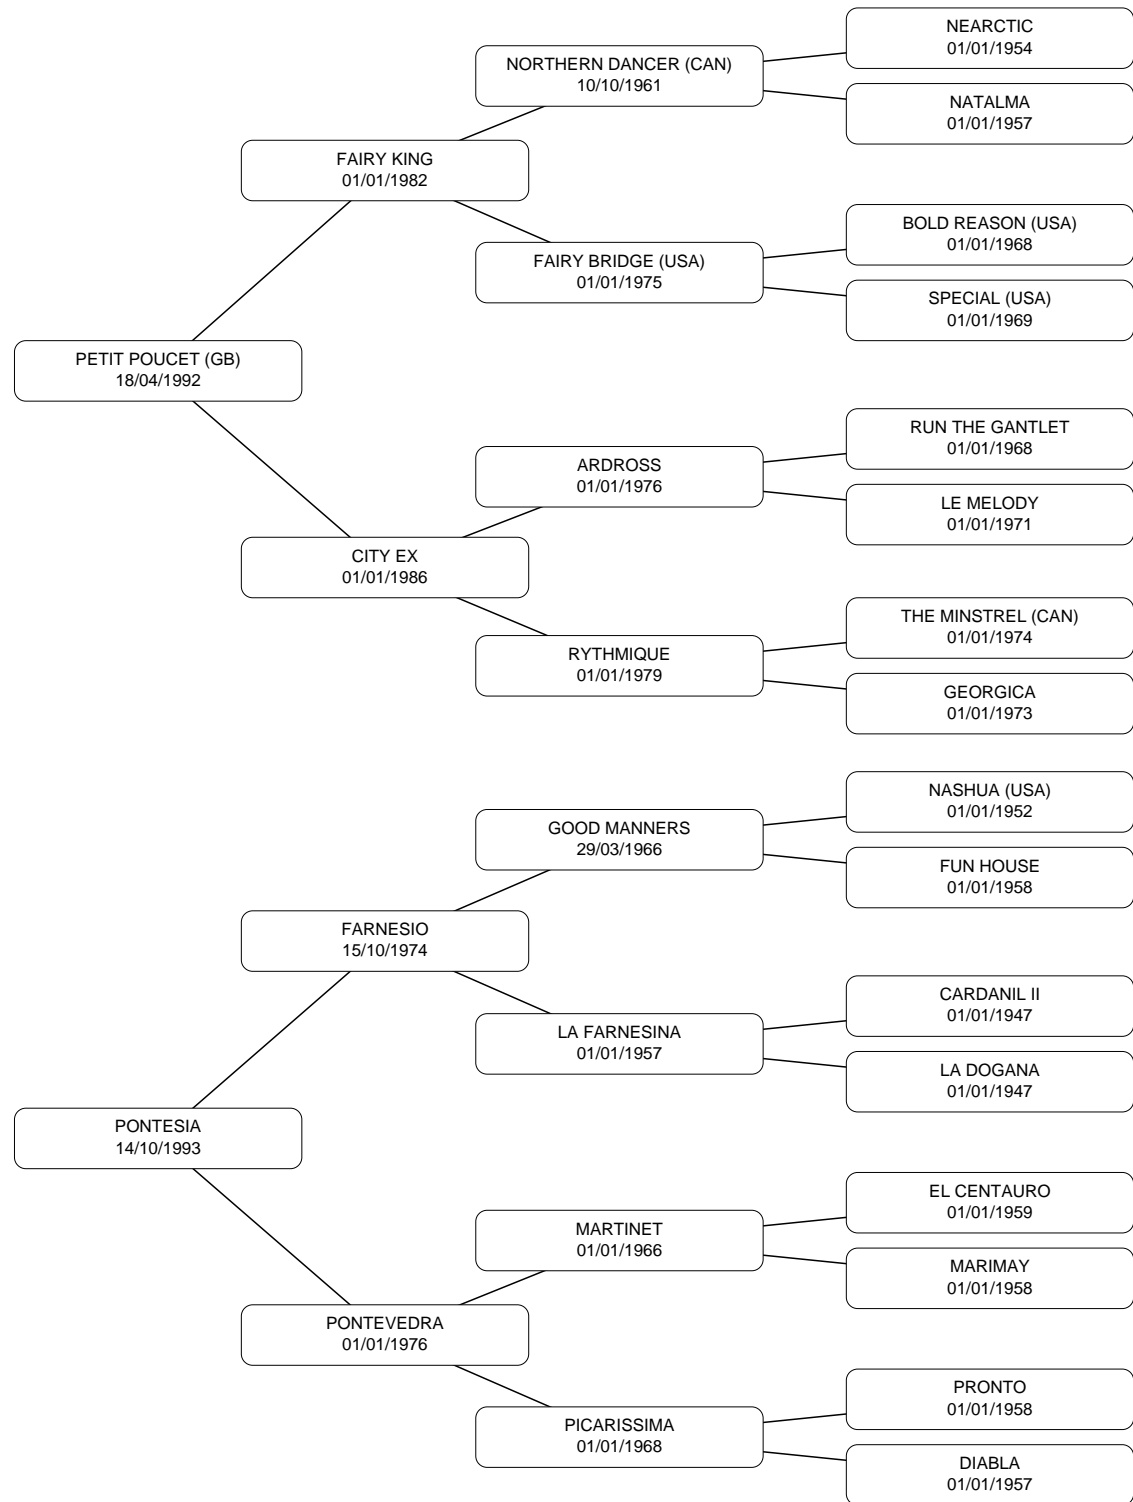 NEARCTIC
01/01/1954
NORTHERN DANCER (CAN)
10/10/1961
NATALMA
01/01/1957
FAIRY KING
01/01/1982
BOLD REASON (USA)
01/01/1968
FAIRY BRIDGE (USA)
01/01/1975
SPECIAL (USA)
01/01/1969
PETIT POUCET (GB)
18/04/1992
RUN THE GANTLET
01/01/1968
ARDROSS
01/01/1976
LE MELODY
01/01/1971
CITY EX
01/01/1986
THE MINSTREL (CAN)
01/01/1974
RYTHMIQUE
01/01/1979
GEORGICA
01/01/1973
NASHUA (USA)
01/01/1952
GOOD MANNERS
29/03/1966
FUN HOUSE
01/01/1958
FARNESIO
15/10/1974
CARDANIL II
01/01/1947
LA FARNESINA
01/01/1957
LA DOGANA
01/01/1947
PONTESIA
14/10/1993
EL CENTAURO
01/01/1959
MARTINET
01/01/1966
MARIMAY
01/01/1958
PONTEVEDRA
01/01/1976
PRONTO
01/01/1958
PICARISSIMA
01/01/1968
DIABLA
01/01/1957